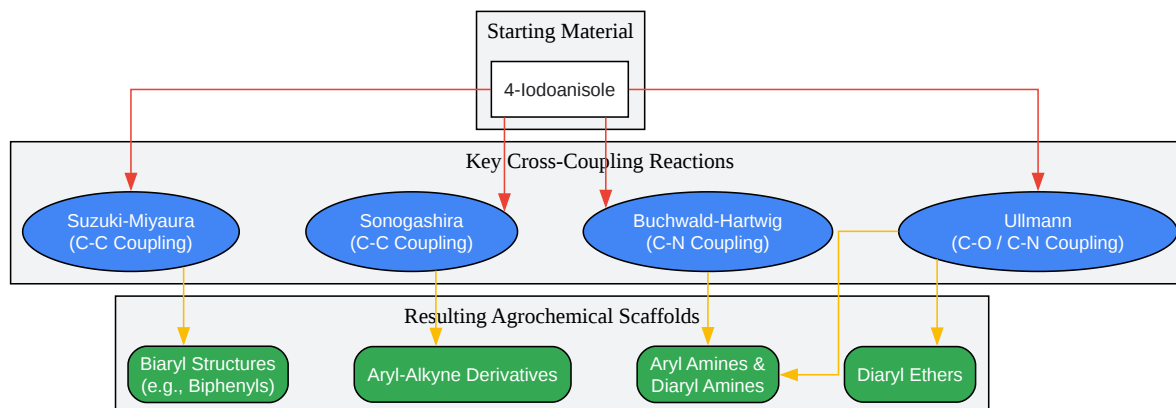 Starting Material
4-Iodoanisole
Key Cross-Coupling Reactions
Suzuki-Miyaura
(C-C Coupling)
Sonogashira
(C-C Coupling)
Buchwald-Hartwig
(C-N Coupling)
Ullmann
(C-O / C-N Coupling)
Resulting Agrochemical Scaffolds
Biaryl Structures
(e.g., Biphenyls)
Aryl-Alkyne Derivatives
Aryl Amines &
Diaryl Amines
Diaryl Ethers